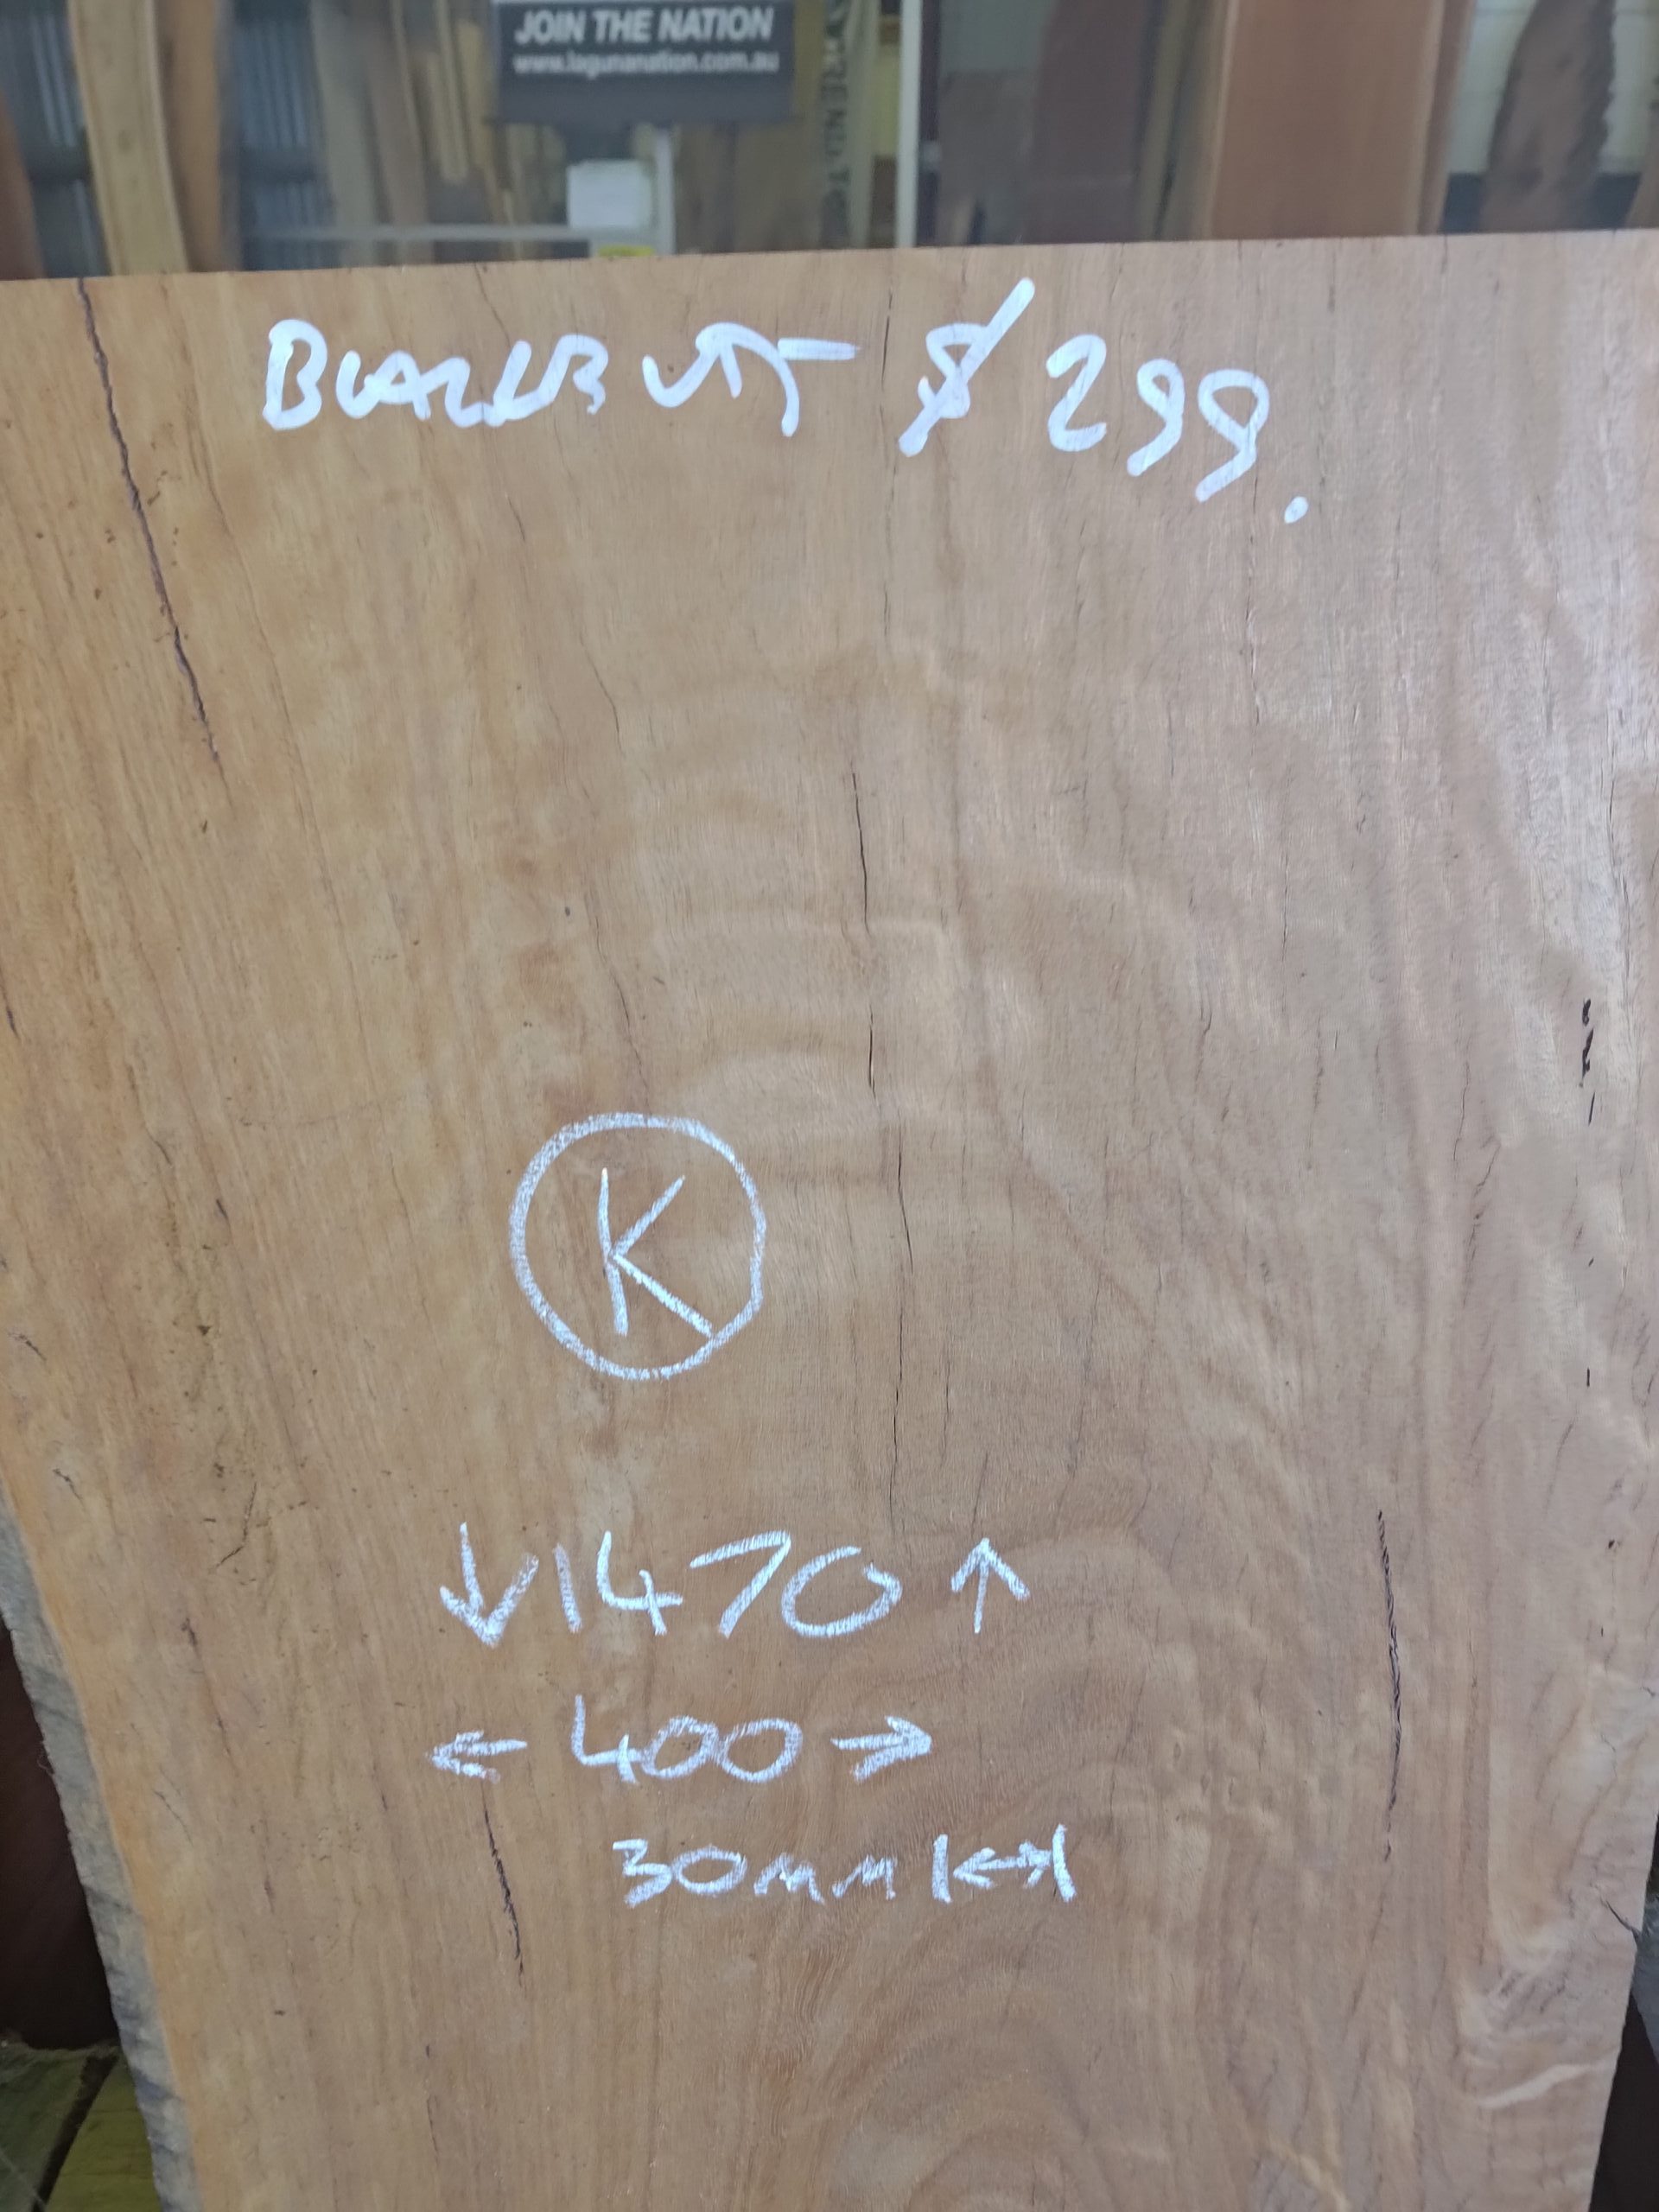 JOIN THE NATION
www.lagunanation.com.au
BLACKBUTT $299.
K
↓1470↑
←400→
30mm |↔|